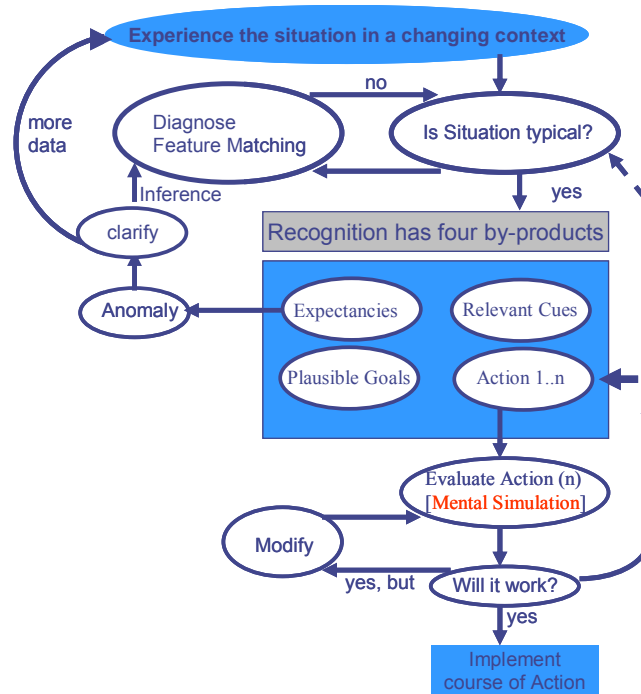 Experience the situation in a changing context
no
more
data
Diagnose
Feature Matching
Is Situation typical?
Inference
yes
clarify
Recognition has four by-products
Anomaly
Expectancies
Relevant Cues
Plausible Goals
Action 1..n
Evaluate Action (n)
[Mental Simulation]
Modify
yes, but
Will it work?
yes
Implement
course of Action